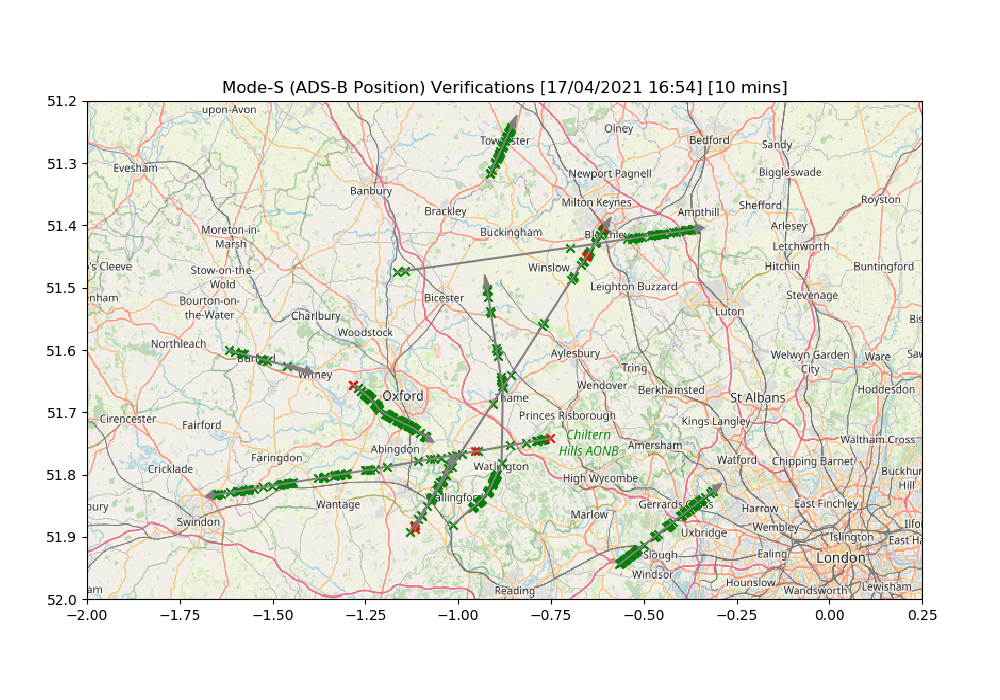 Mode-S (ADS-B Position) Verifications [17/04/2021 16:54] [10 mins]
51.2
upon-Avon
Olney
Bedford
Sandy
51.3
Evesham
Newport Pagnell
Biggleswade
Banbury
Milton Keynes
Shefford
Royston
51.4
Brackley
Ampthill
Moreton-in-
Marsh
Buckingham
Arlesey
Letchworth
's Cleeve
Stow-on-the-
Wold
Winslow
Hitchin
Buntingford
51.5
enham
Bourton-on-
the-Water
Bicester
Leighton Buzzard
Stevenage
Charlbury
Luton
Bis
Woodstock
51.6
Northleach
Aylesbury
Welwyn Garden
City
Ware
Saw
Witney
Tring
Wendover
Berkhamsted
Hoddesdon
Oxford
hame
St Albans
51.7
Cirencester
Fairford
Princes Risborough
Kings Langley
Chiltern
Hills AONB
Abingdon
Amersham
Waltham Cross
51.8
Cricklade
Faringdon
Watlington
Watford
Chipping Barnet
High Wycombe
Buckhur
Hill
bury
Wantage
Wallingford
Marlow
Gerrards Cross
Harrow
East Finchley
Swindon
Uxbridge
Wembley
Islington
Ilfo
51.9
Slough
Ealing
London
East Ha
Windsor
Hounslow
Wandsworth
Lewisham
am
Reading
52.0
−2.00 −1.75 −1.50 −1.25 −1.00 −0.75 −0.50 −0.25 0.00 0.25